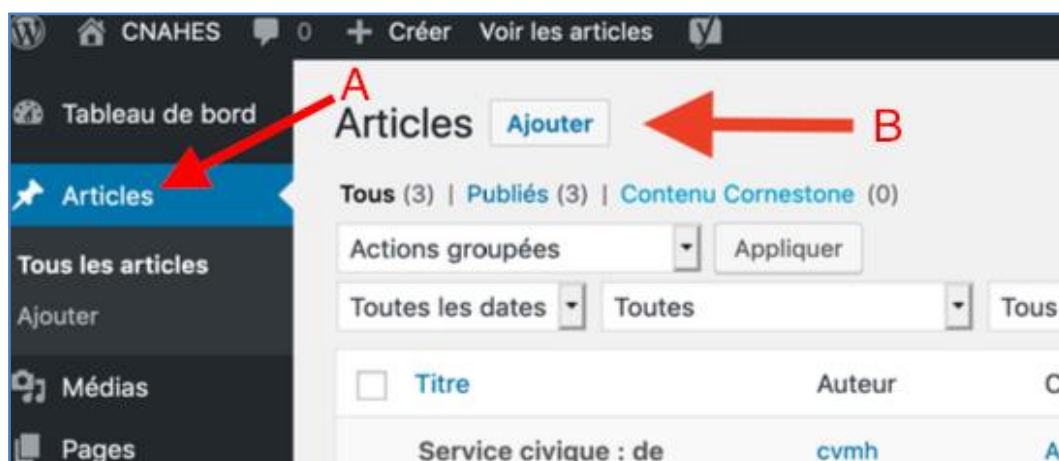 CNAHES 0 + Créer Voir les articles
Tableau de bord
A
Articles Ajouter
B
Articles
Tous (3) | Publiés (3) | Contenu Cornestone (0)
Actions groupées Appliquer
Tous les articles
Ajouter
Toutes les dates Toutes Tous
Médias
Titre Auteur C
Pages
Service civique : de cvmh A